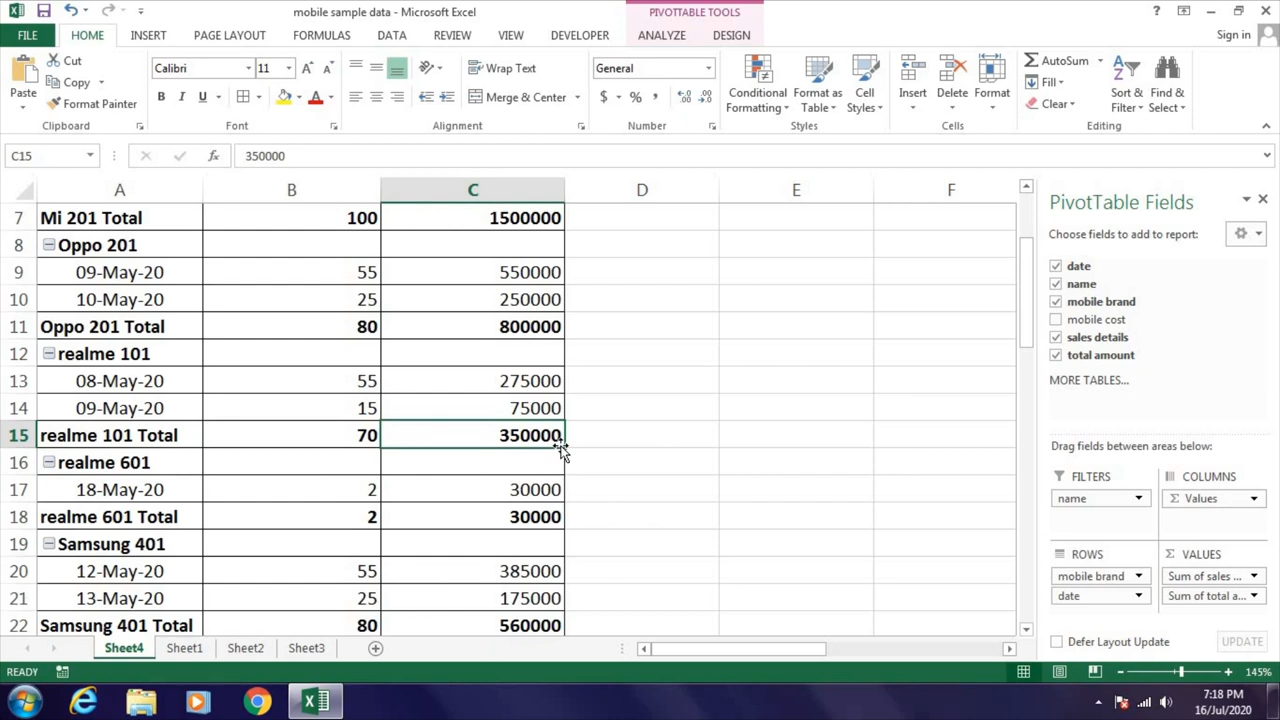 mobile sample data - Microsoft Excel
PIVOTTABLE TOOLS
?
FILE HOME INSERT PAGE LAYOUT FORMULAS DATA REVIEW VIEW DEVELOPER ANALYZE DESIGN Sign in
Paste
Cut
Copy
Format Painter
Clipboard
Calibri 11
B I U
A A
A
Font
Wrap Text
Merge & Center
Alignment
General
$ % , .00 .0
Number
Conditional Formatting
Format as Table
Cell Styles
Styles
Insert Delete Format
Cells
AutoSum
Fill
Clear
Sort & Filter
Find & Select
Editing
C15 fx 350000
A B C D E F
7 Mi 201 Total 100 1500000
8 Oppo 201
9 09-May-20 55 550000
10 10-May-20 25 250000
11 Oppo 201 Total 80 800000
12 realme 101
13 08-May-20 55 275000
14 09-May-20 15 75000
15 realme 101 Total 70 350000
16 realme 601
17 18-May-20 2 30000
18 realme 601 Total 2 30000
19 Samsung 401
20 12-May-20 55 385000
21 13-May-20 25 175000
22 Samsung 401 Total 80 560000
PivotTable Fields
Choose fields to add to report:
date
name
mobile brand
mobile cost
sales details
total amount
MORE TABLES...
Drag fields between areas below:
FILTERS
name
COLUMNS
Σ Values
ROWS
mobile brand
date
Σ VALUES
Sum of sales ...
Sum of total a...
Defer Layout Update UPDATE
Sheet4 Sheet1 Sheet2 Sheet3
READY 145%
7:18 PM
16/Jul/2020